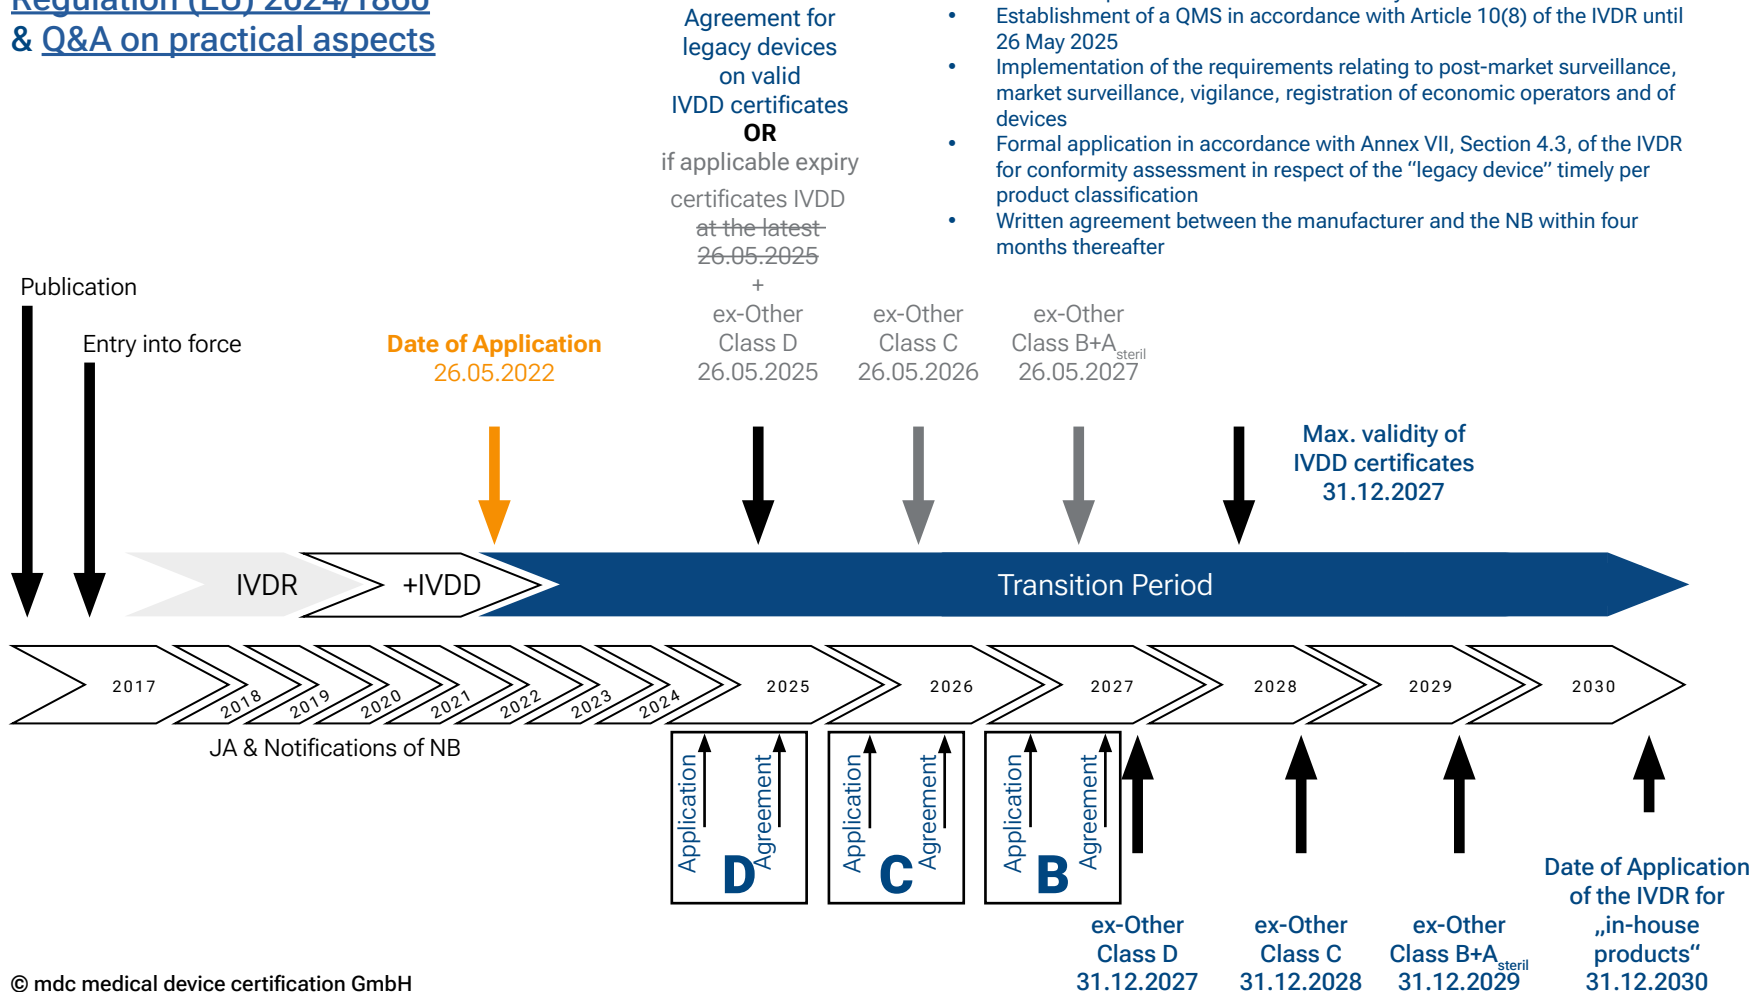 Regulation (EU) 2024/1860
& Q&A on practical aspects
Agreement for
legacy devices
on valid
IVDD certificates
OR
if applicable expiry
certificates IVDD
at the latest
26.05.2025
+
ex-Other
Class D
26.05.2025
ex-Other
Class C
26.05.2026
ex-Other
Class B+A steril
26.05.2027
• Establishment of a QMS in accordance with Article 10(8) of the IVDR until
26 May 2025
• Implementation of the requirements relating to post-market surveillance,
market surveillance, vigilance, registration of economic operators and of
devices
• Formal application in accordance with Annex VII, Section 4.3, of the IVDR
for conformity assessment in respect of the “legacy device” timely per
product classification
• Written agreement between the manufacturer and the NB within four
months thereafter
Publication
Entry into force
Date of Application
26.05.2022
Max. validity of
IVDD certificates
31.12.2027
IVDR
+IVDD
Transition Period
2017
2018
2019
2020
2021
2022
2023
2024
2025
2026
2027
2028
2029
2030
JA & Notifications of NB
Application
D
Agreement
Application
C
Agreement
Application
B
Agreement
ex-Other
Class D
31.12.2027
ex-Other
Class C
31.12.2028
ex-Other
Class B+A steril
31.12.2029
Date of Application
of the IVDR for
„in-house
products“
31.12.2030
© mdc medical device certification GmbH